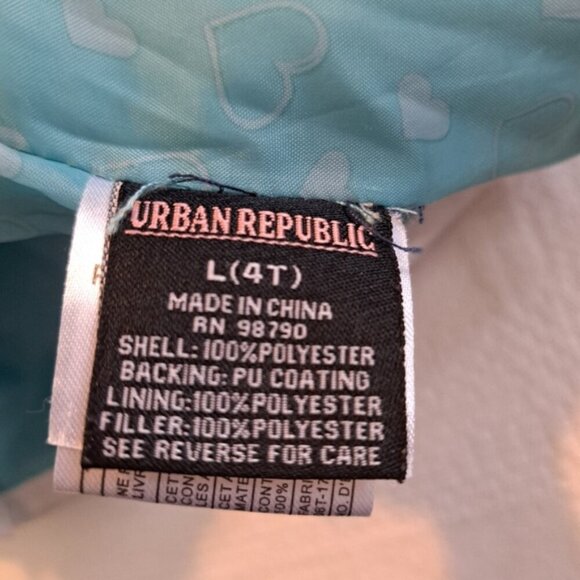 URBAN REPUBLIC
L(4T)
MADE IN CHINA
RN 98790
SHELL: 100%POLYESTER
BACKING: PU COATING
LINING:100%POLYESTER
FILLER:100%POLYESTER
SEE REVERSE FOR CARE